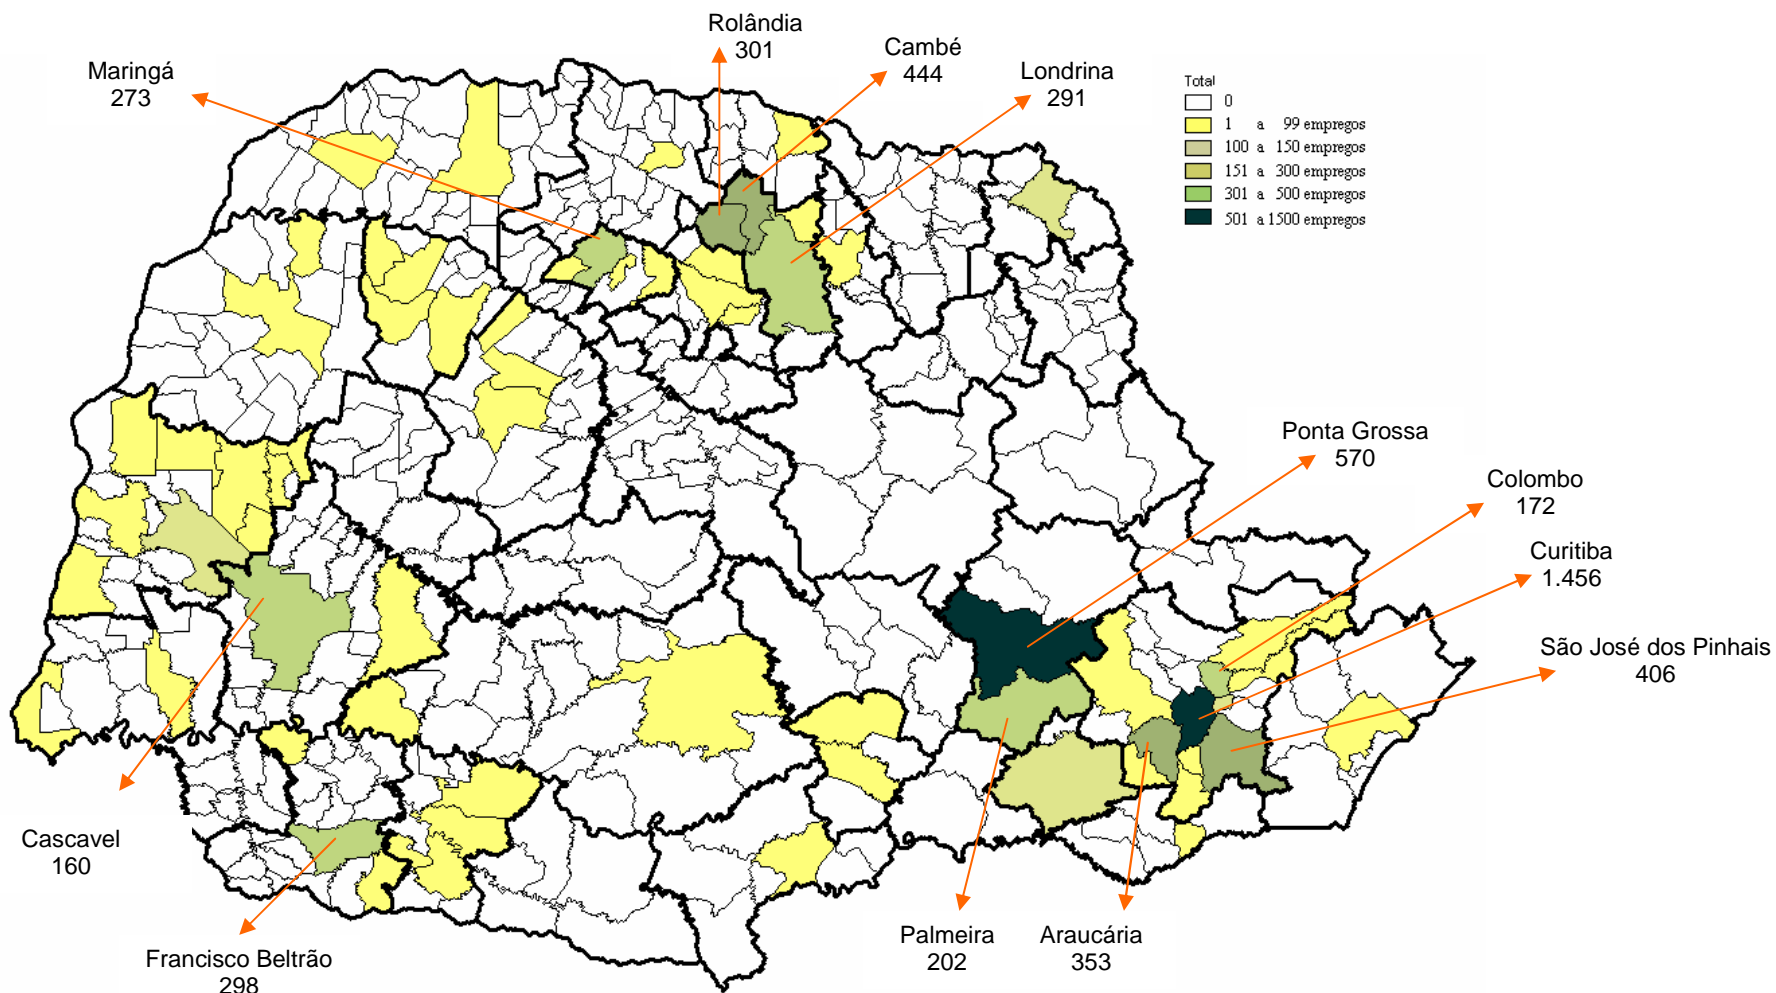 Rolândia
301
Cambé
444
Maringá
273
Londrina
291
Total
0
1 a 99 empregos
100 a 150 empregos
151 a 300 empregos
301 a 500 empregos
501 a 1500 empregos
Ponta Grossa
570
Colombo
172
Curitiba
1.456
São José dos Pinhais
406
Cascavel
160
Francisco Beltrão
298
Palmeira
202
Araucária
353